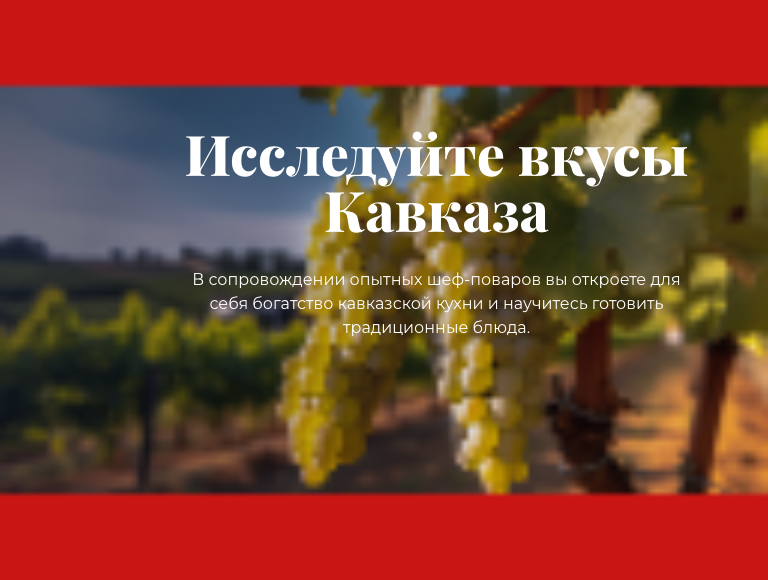 Исследуйте вкусы
Кавказа
В сопровождении опытных шеф-поваров вы откроете для
себя богатство кавказской кухни и научитесь готовить
традиционные блюда.